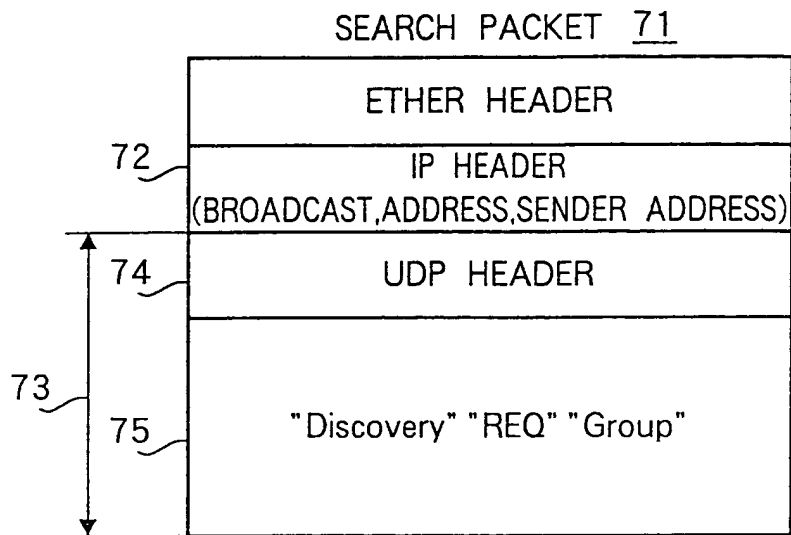 SEARCH PACKET 71
ETHER HEADER
72
IP HEADER
(BROADCAST,ADDRESS,SENDER ADDRESS)
74
UDP HEADER
73
75
"Discovery" "REQ" "Group"